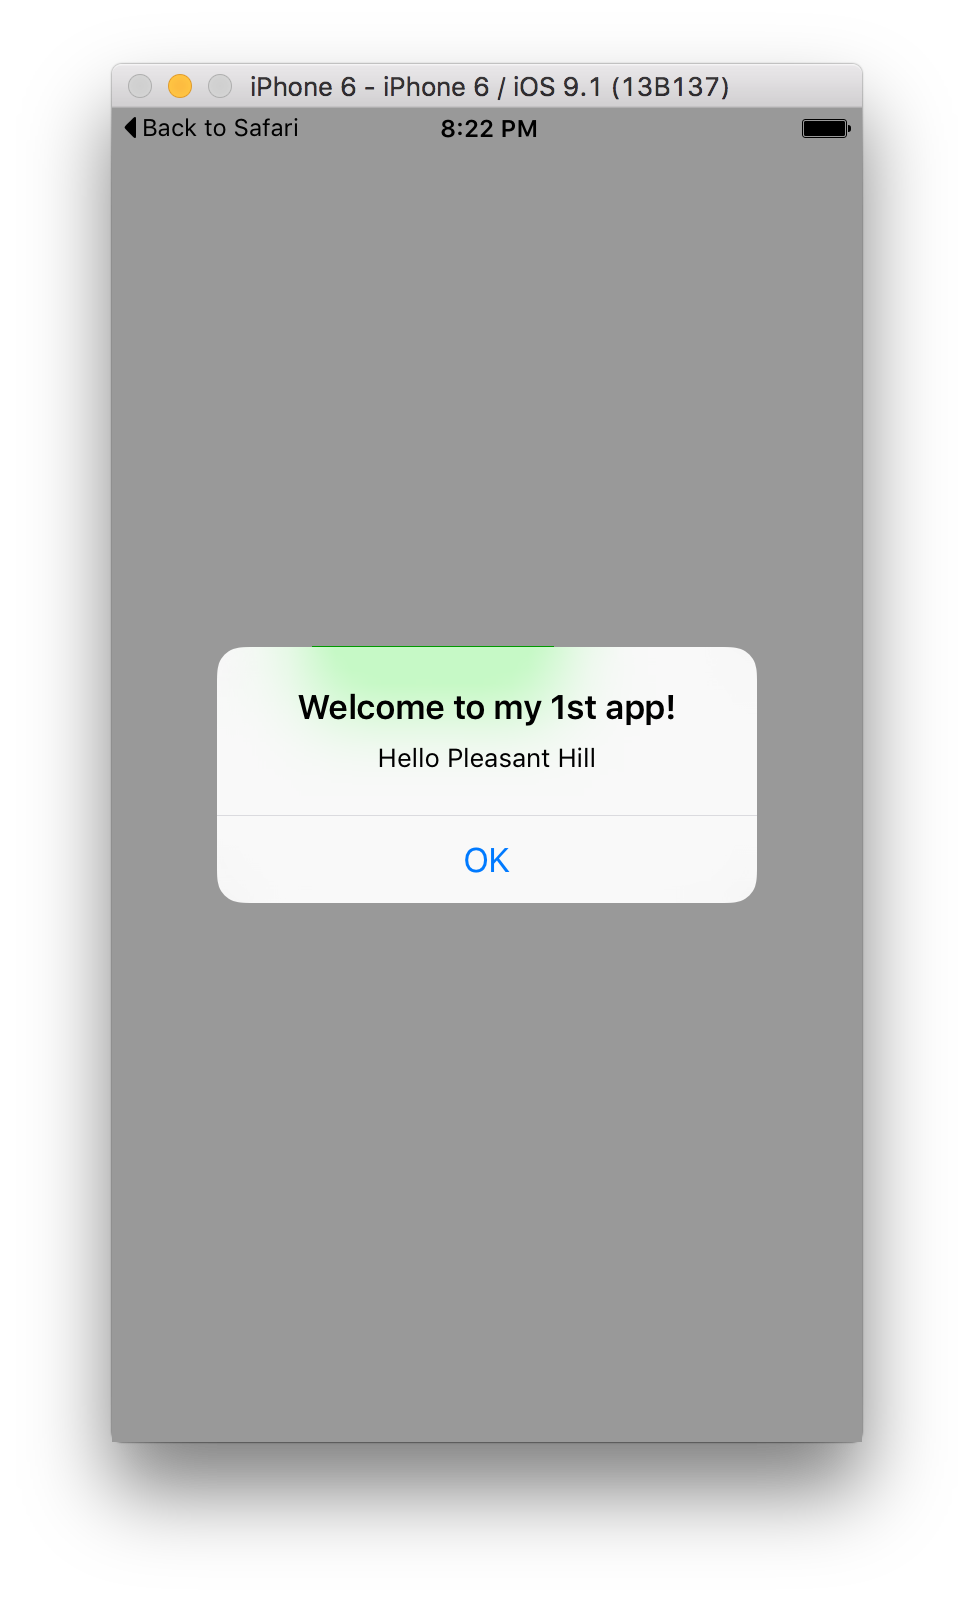 iPhone 6 - iPhone 6 / iOS 9.1 (13B137)
Back to Safari 8:22 PM
Welcome to my 1st app!
Hello Pleasant Hill
OK